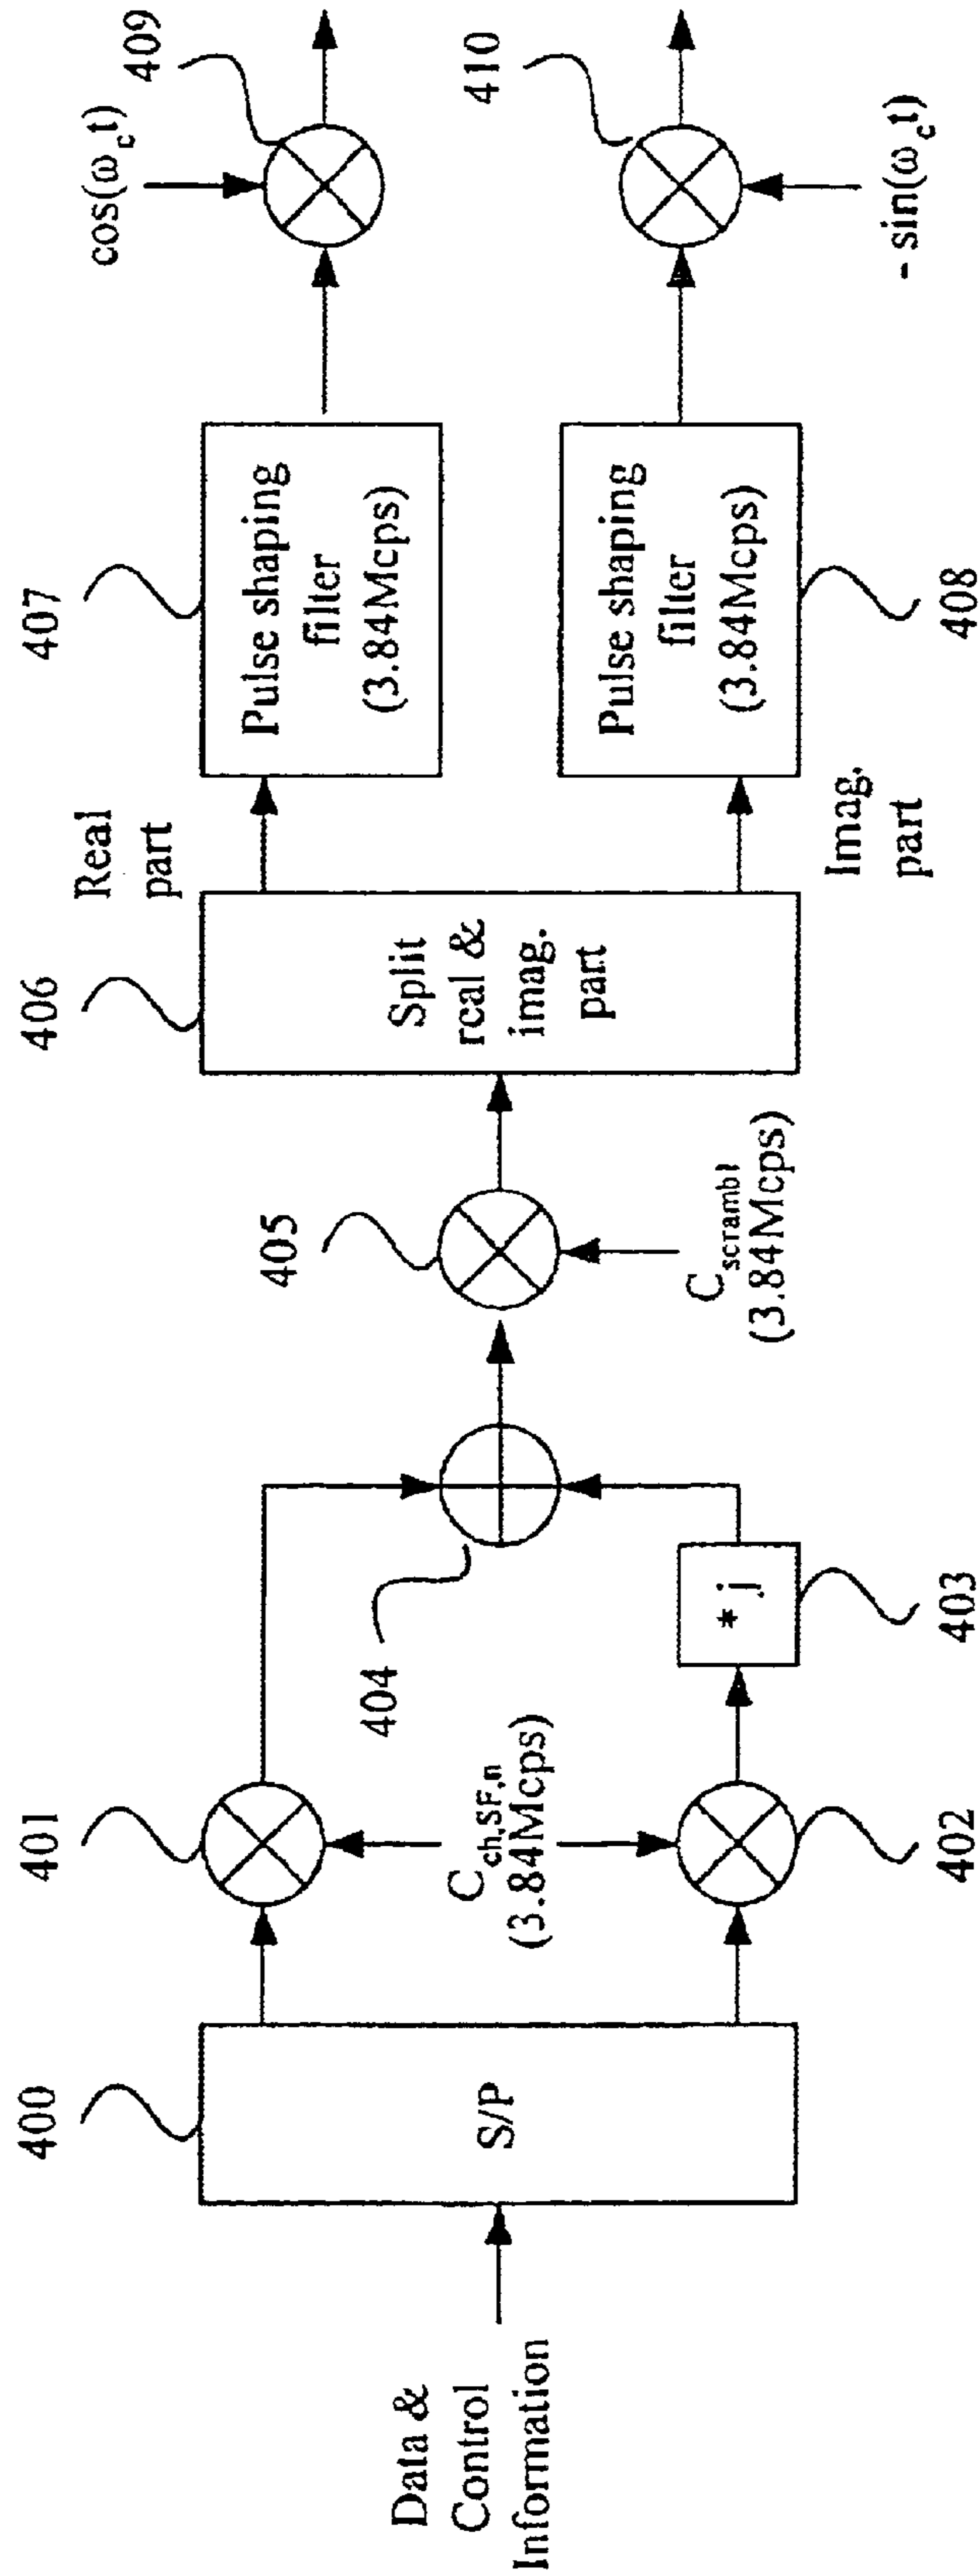 Data &
Control
Information
400
S/P
401
C ch,SF,n
(3.84Mcps)
402
* j
403
404
405
C scrambl
(3.84Mcps)
406
Split
real &
imag.
part
Real
part
Imag.
part
407
Pulse shaping
filter
(3.84Mcps)
Pulse shaping
filter
(3.84Mcps)
408
cos(ω_c t)
409
410
- sin(ω_c t)